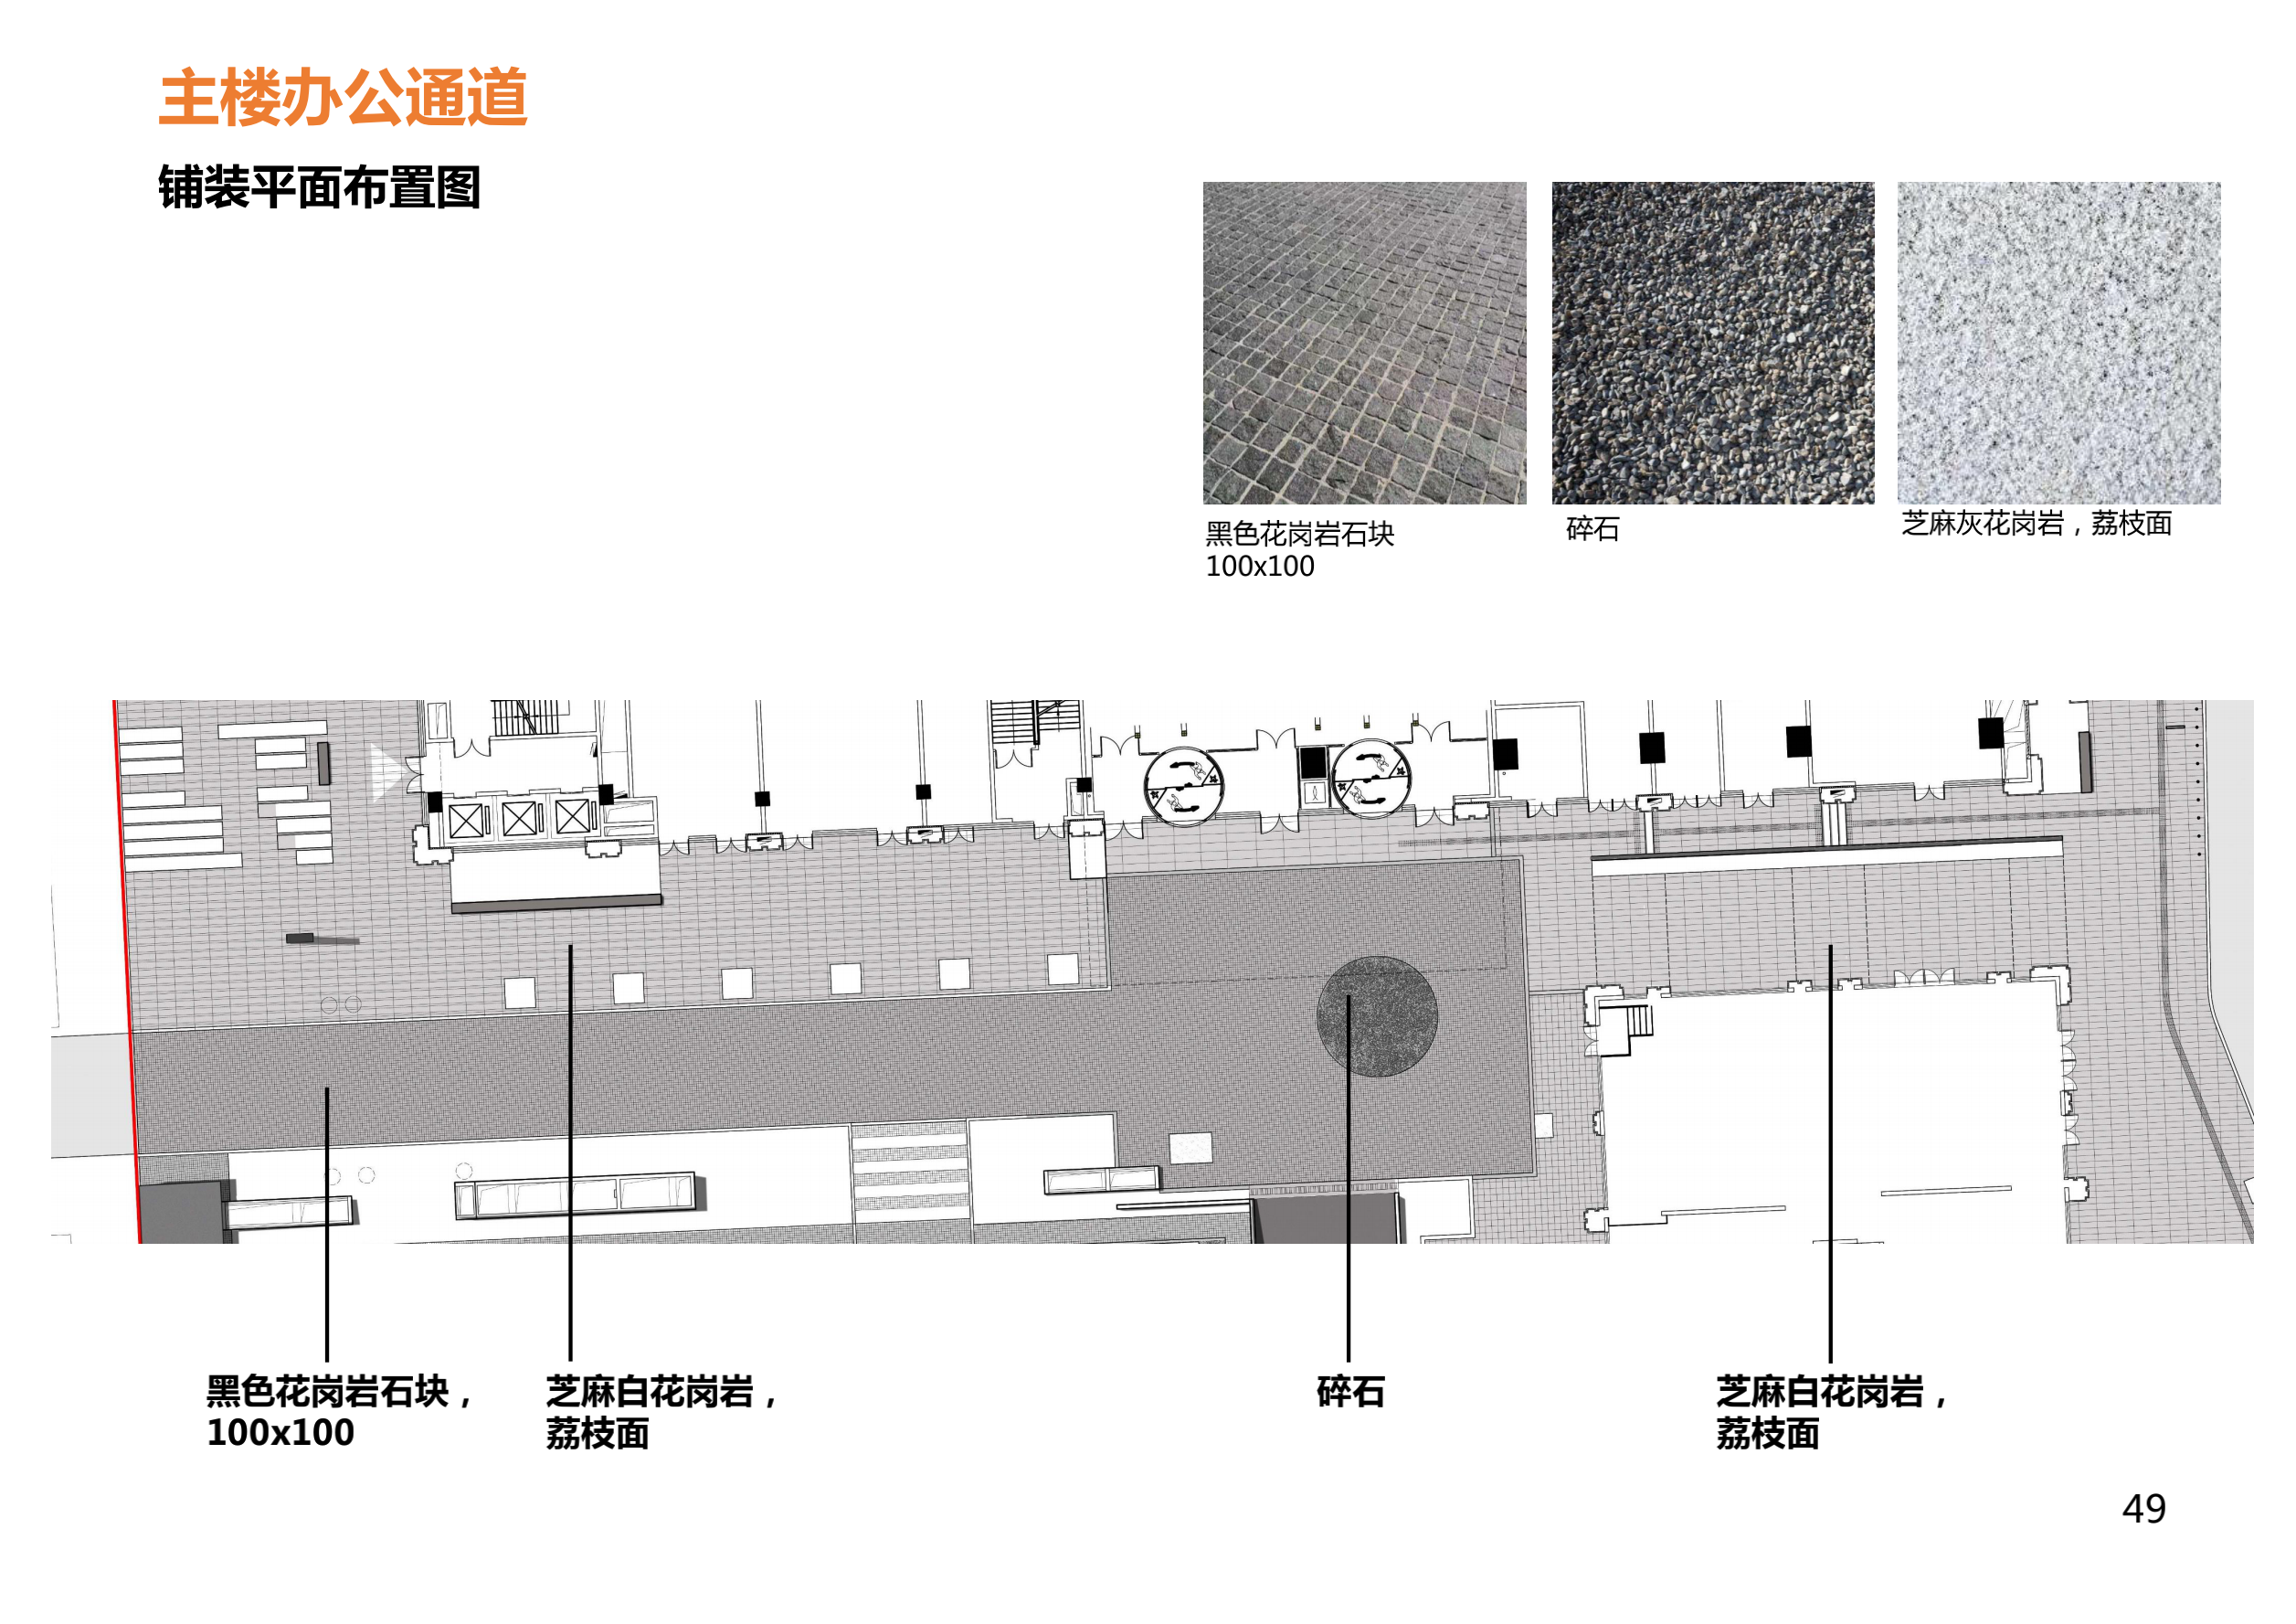 主楼办公通道
铺装平面布置图
黑色花岗岩石块
100x100
碎石
芝麻灰花岗岩，荔枝面
黑色花岗岩石块，
100x100
芝麻白花岗岩，
荔枝面
碎石
芝麻白花岗岩，
荔枝面
49